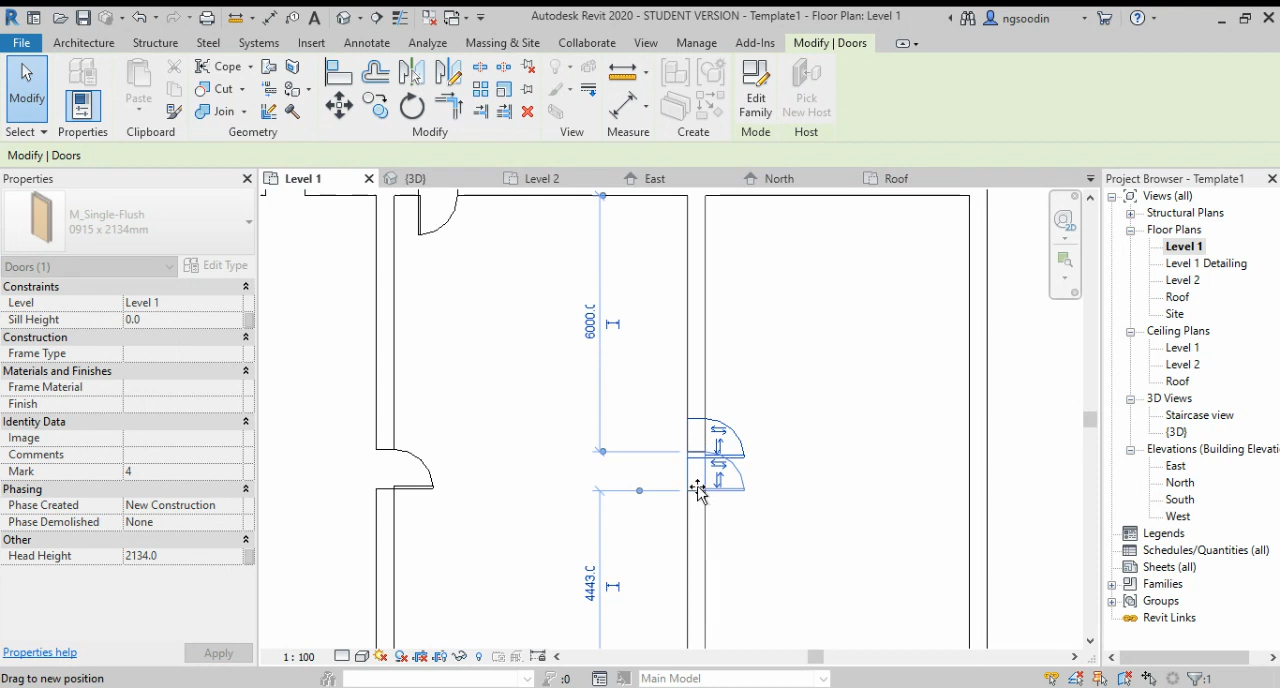 Autodesk Revit 2020 - STUDENT VERSION - Template1 - Floor Plan: Level 1
ngsoodin
File Architecture Structure Steel Systems Insert Annotate Analyze Massing & Site Collaborate View Manage Add-Ins Modify | Doors
Modify
Paste
Cope
Cut
Join
Edit Family
Pick New Host
Select Properties Clipboard Geometry Modify View Measure Create Mode Host
Modify | Doors
Properties
Level 1 {3D} Level 2 East North Roof
Project Browser - Template1
M_Single-Flush
0915 x 2134mm
Doors (1)
Edit Type
Constraints
Level Level 1
Sill Height 0.0
Construction
Frame Type
Materials and Finishes
Frame Material
Finish
Identity Data
Image
Comments
Mark 4
Phasing
Phase Created New Construction
Phase Demolished None
Other
Head Height 2134.0
Properties help
Apply
2D
6000.0
4443.0
Views (all)
Structural Plans
Floor Plans
Level 1
Level 1 Detailing
Level 2
Roof
Site
Ceiling Plans
Level 1
Level 2
Roof
3D Views
Staircase view
{3D}
Elevations (Building Elevati
East
North
South
West
Legends
Schedules/Quantities (all)
Sheets (all)
Families
Groups
Revit Links
1 : 100
Drag to new position
:0
Main Model
:1